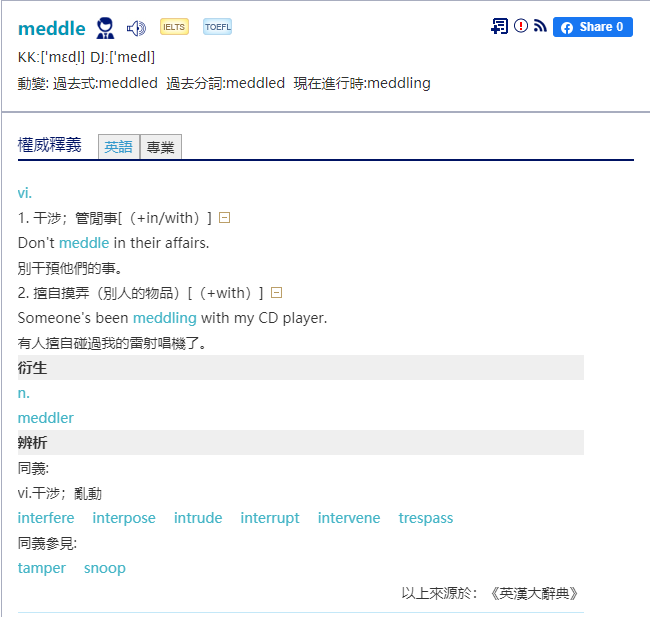 meddle IELTS TOEFL Share 0
KK:[ˈmɛdḷ] DJ:[ˈmedl]
動變: 過去式:meddled 過去分詞:meddled 現在進行時:meddling
權威釋義 英語 專業
vi.
1. 干涉；管閒事[（+in/with）]
Don't meddle in their affairs.
別干預他們的事。
2. 擅自摸弄（別人的物品）[（+with）]
Someone's been meddling with my CD player.
有人擅自碰過我的雷射唱機了。
衍生
n.
meddler
辨析
同義:
vi.干涉；亂動
interfere interpose intrude interrupt intervene trespass
同義參見:
tamper snoop
以上來源於：《英漢大辭典》